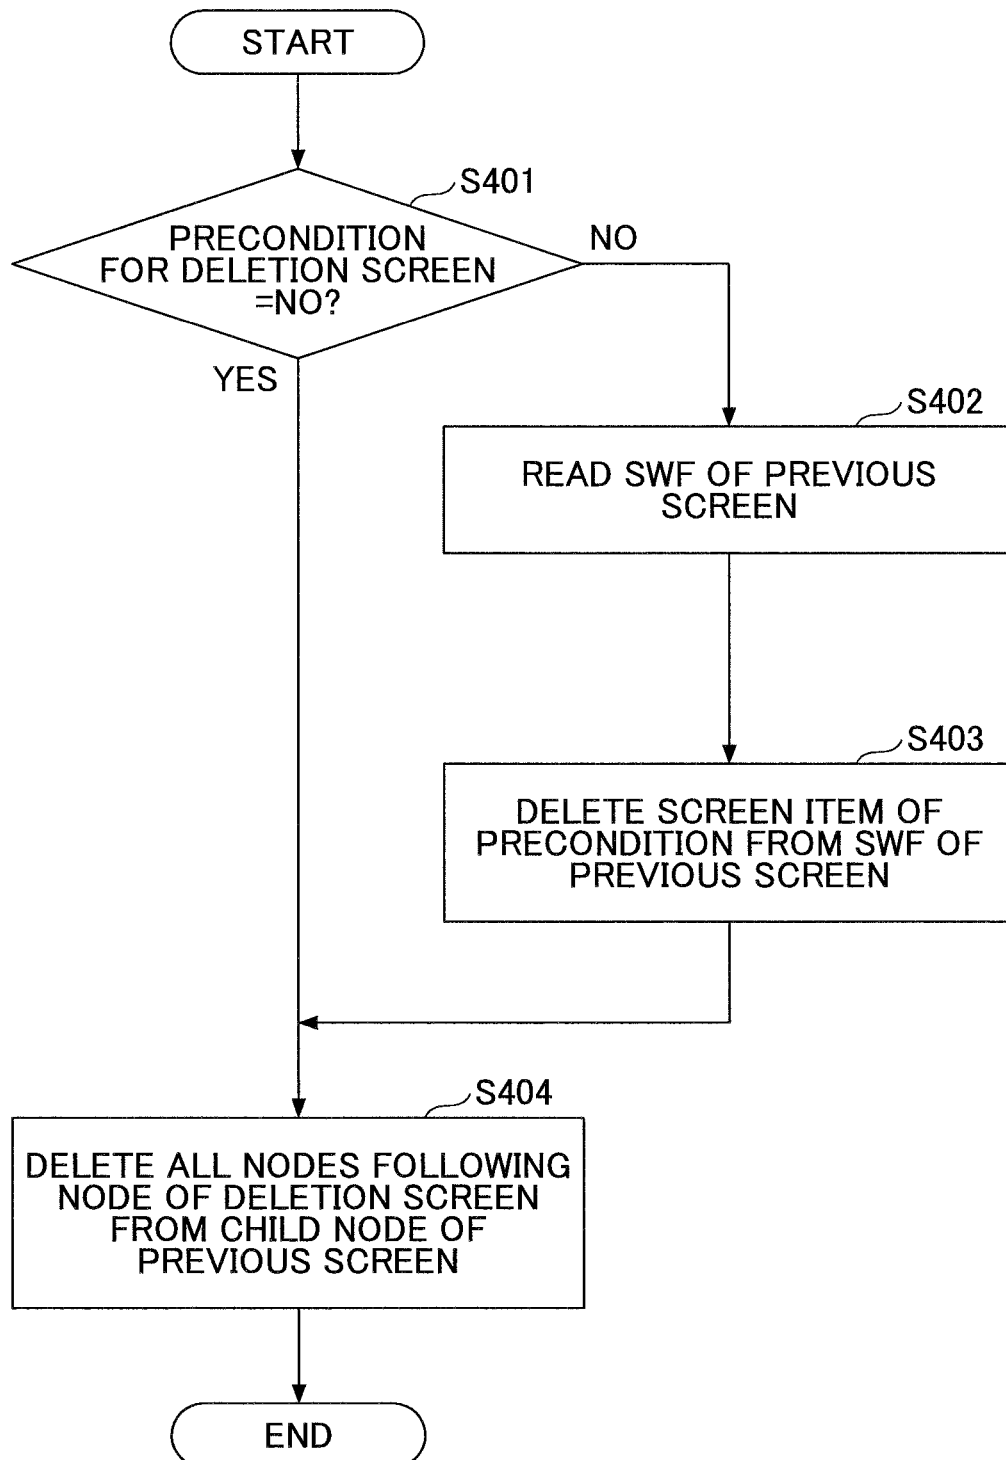 START
S401
PRECONDITION
FOR DELETION SCREEN
=NO?
NO
YES
S402
READ SWF OF PREVIOUS
SCREEN
S403
DELETE SCREEN ITEM OF
PRECONDITION FROM SWF OF
PREVIOUS SCREEN
S404
DELETE ALL NODES FOLLOWING
NODE OF DELETION SCREEN
FROM CHILD NODE OF
PREVIOUS SCREEN
END